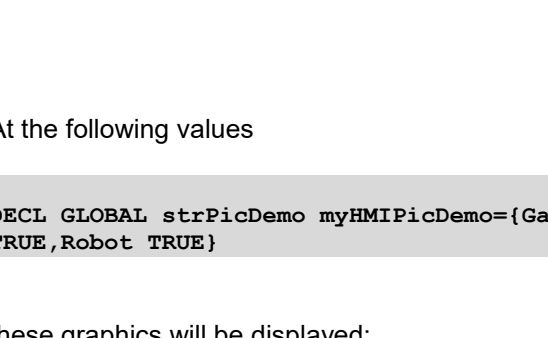 At the following values
DECL GLOBAL strPicDemo myHMIPicDemo={Ga
TRUE,Robot TRUE}
these graphics will be displayed: